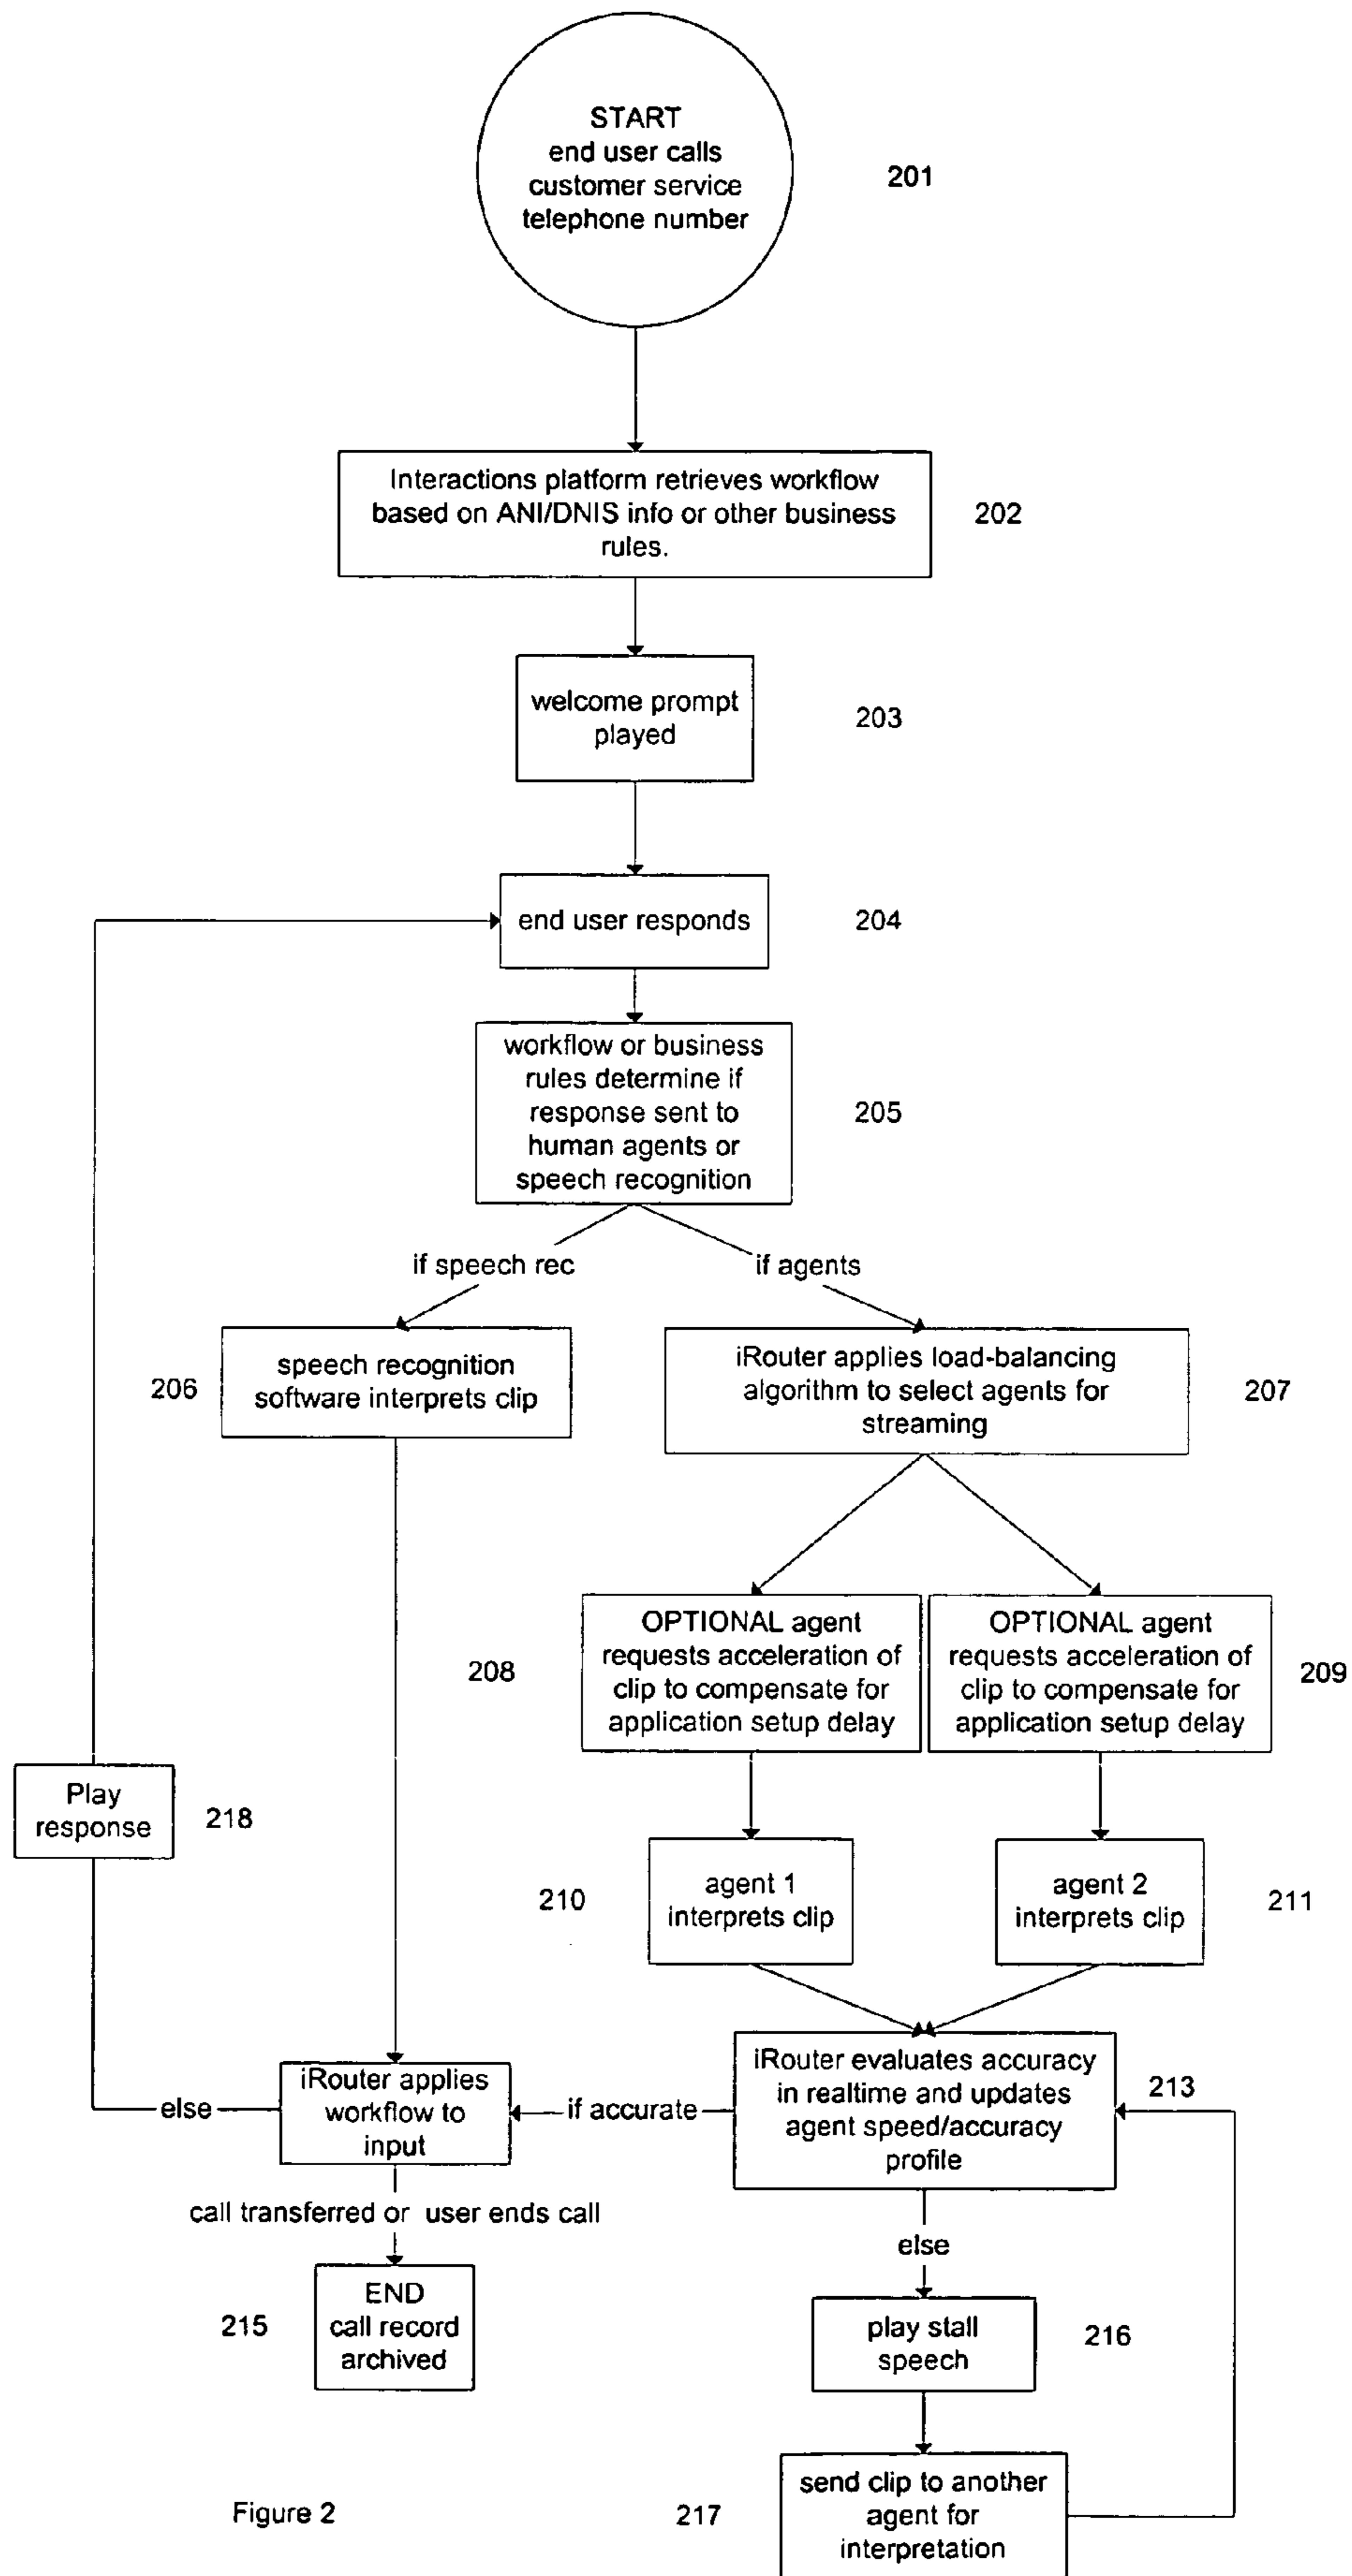 START
end user calls
customer service
telephone number
201
Interactions platform retrieves workflow
based on ANI/DNIS info or other business
rules.
202
welcome prompt
played
203
end user responds
204
workflow or business
rules determine if
response sent to
human agents or
speech recognition
205
if speech rec
if agents
206
speech recognition
software interprets clip
iRouter applies load-balancing
algorithm to select agents for
streaming
207
208
OPTIONAL agent
requests acceleration of
clip to compensate for
application setup delay
OPTIONAL agent
requests acceleration of
clip to compensate for
application setup delay
209
Play
response
218
210
agent 1
interprets clip
agent 2
interprets clip
211
else
iRouter applies
workflow to
input
if accurate
iRouter evaluates accuracy
in realtime and updates
agent speed/accuracy
profile
213
call transferred or user ends call
else
215
END
call record
archived
play stall
speech
216
Figure 2
217
send clip to another
agent for
interpretation